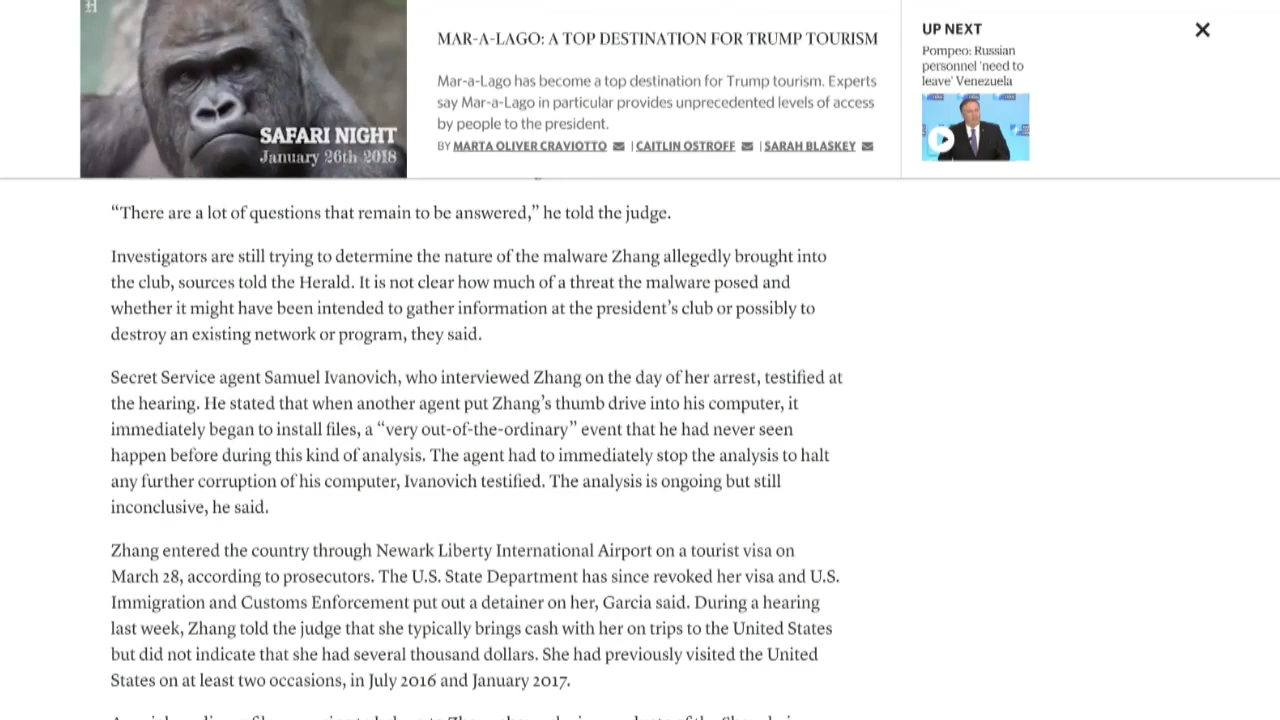 H
SAFARI NIGHT
January 26th 2018
MAR-A-LAGO: A TOP DESTINATION FOR TRUMP TOURISM
Mar-a-Lago has become a top destination for Trump tourism. Experts
say Mar-a-Lago in particular provides unprecedented levels of access
by people to the president.
BY MARTA OLIVER CRAVIOTTO | CAITLIN OSTROFF | SARAH BLASKEY
UP NEXT
Pompeo: Russian
personnel 'need to
leave' Venezuela
“There are a lot of questions that remain to be answered,” he told the judge.
Investigators are still trying to determine the nature of the malware Zhang allegedly brought into
the club, sources told the Herald. It is not clear how much of a threat the malware posed and
whether it might have been intended to gather information at the president’s club or possibly to
destroy an existing network or program, they said.
Secret Service agent Samuel Ivanovich, who interviewed Zhang on the day of her arrest, testified at
the hearing. He stated that when another agent put Zhang’s thumb drive into his computer, it
immediately began to install files, a “very out-of-the-ordinary” event that he had never seen
happen before during this kind of analysis. The agent had to immediately stop the analysis to halt
any further corruption of his computer, Ivanovich testified. The analysis is ongoing but still
inconclusive, he said.
Zhang entered the country through Newark Liberty International Airport on a tourist visa on
March 28, according to prosecutors. The U.S. State Department has since revoked her visa and U.S.
Immigration and Customs Enforcement put out a detainer on her, Garcia said. During a hearing
last week, Zhang told the judge that she typically brings cash with her on trips to the United States
but did not indicate that she had several thousand dollars. She had previously visited the United
States on at least two occasions, in July 2016 and January 2017.